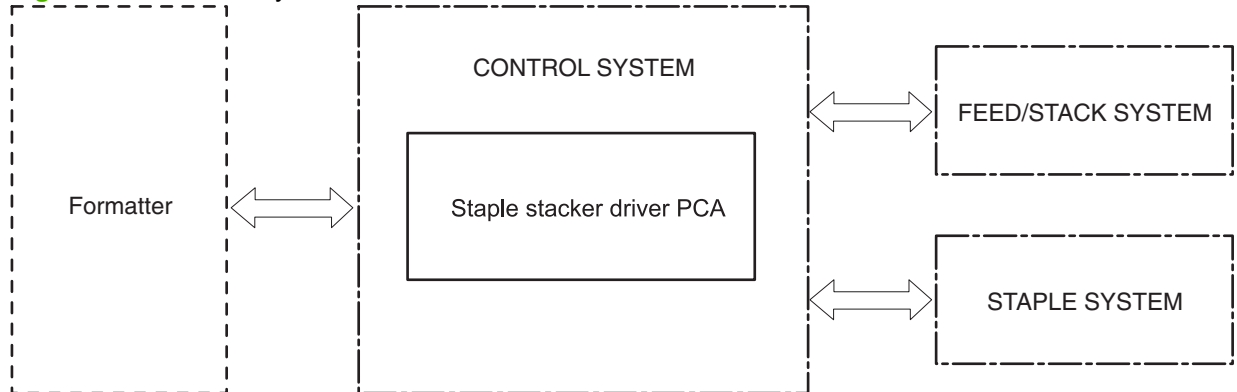 CONTROL SYSTEM
FEED/STACK SYSTEM
Formatter
Staple stacker driver PCA
STAPLE SYSTEM